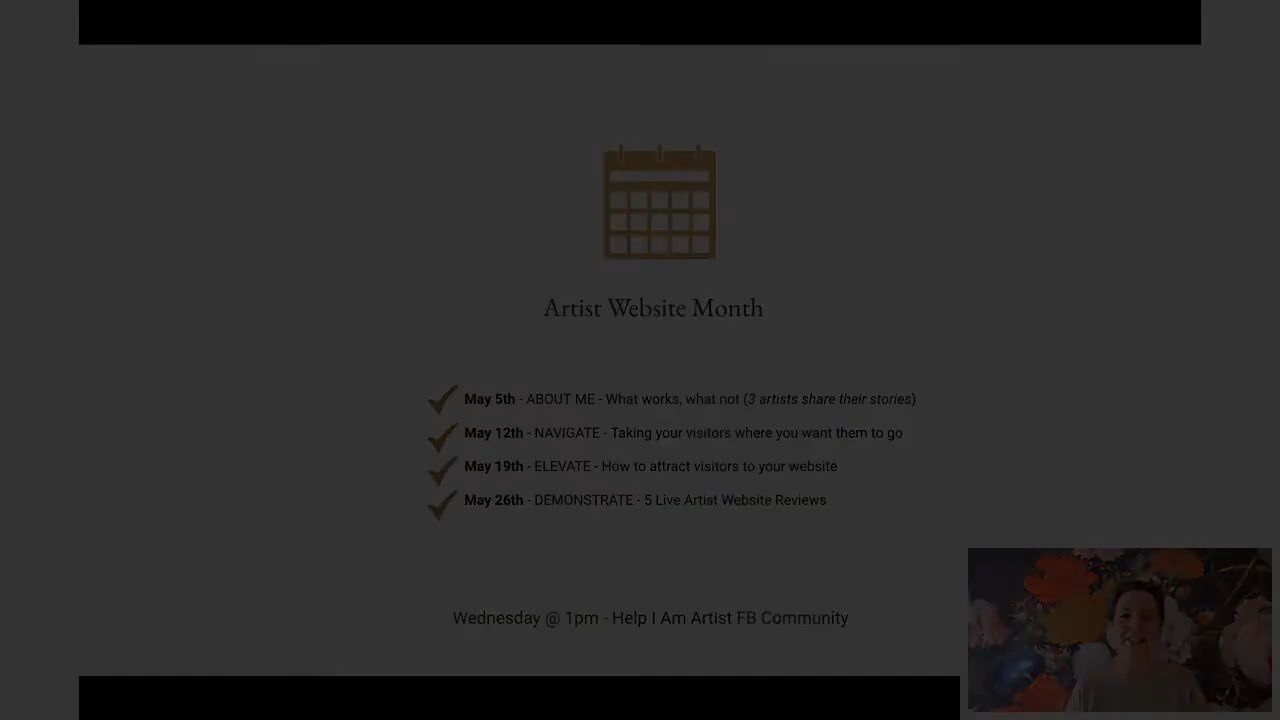 Artist Website Month
May 5th - ABOUT ME - What works, what not (3 artists share their stories)
May 12th - NAVIGATE - Taking your visitors where you want them to go
May 19th - ELEVATE - How to attract visitors to your website
May 26th - DEMONSTRATE - 5 Live Artist Website Reviews
Wednesday @ 1pm - Help I Am Artist FB Community